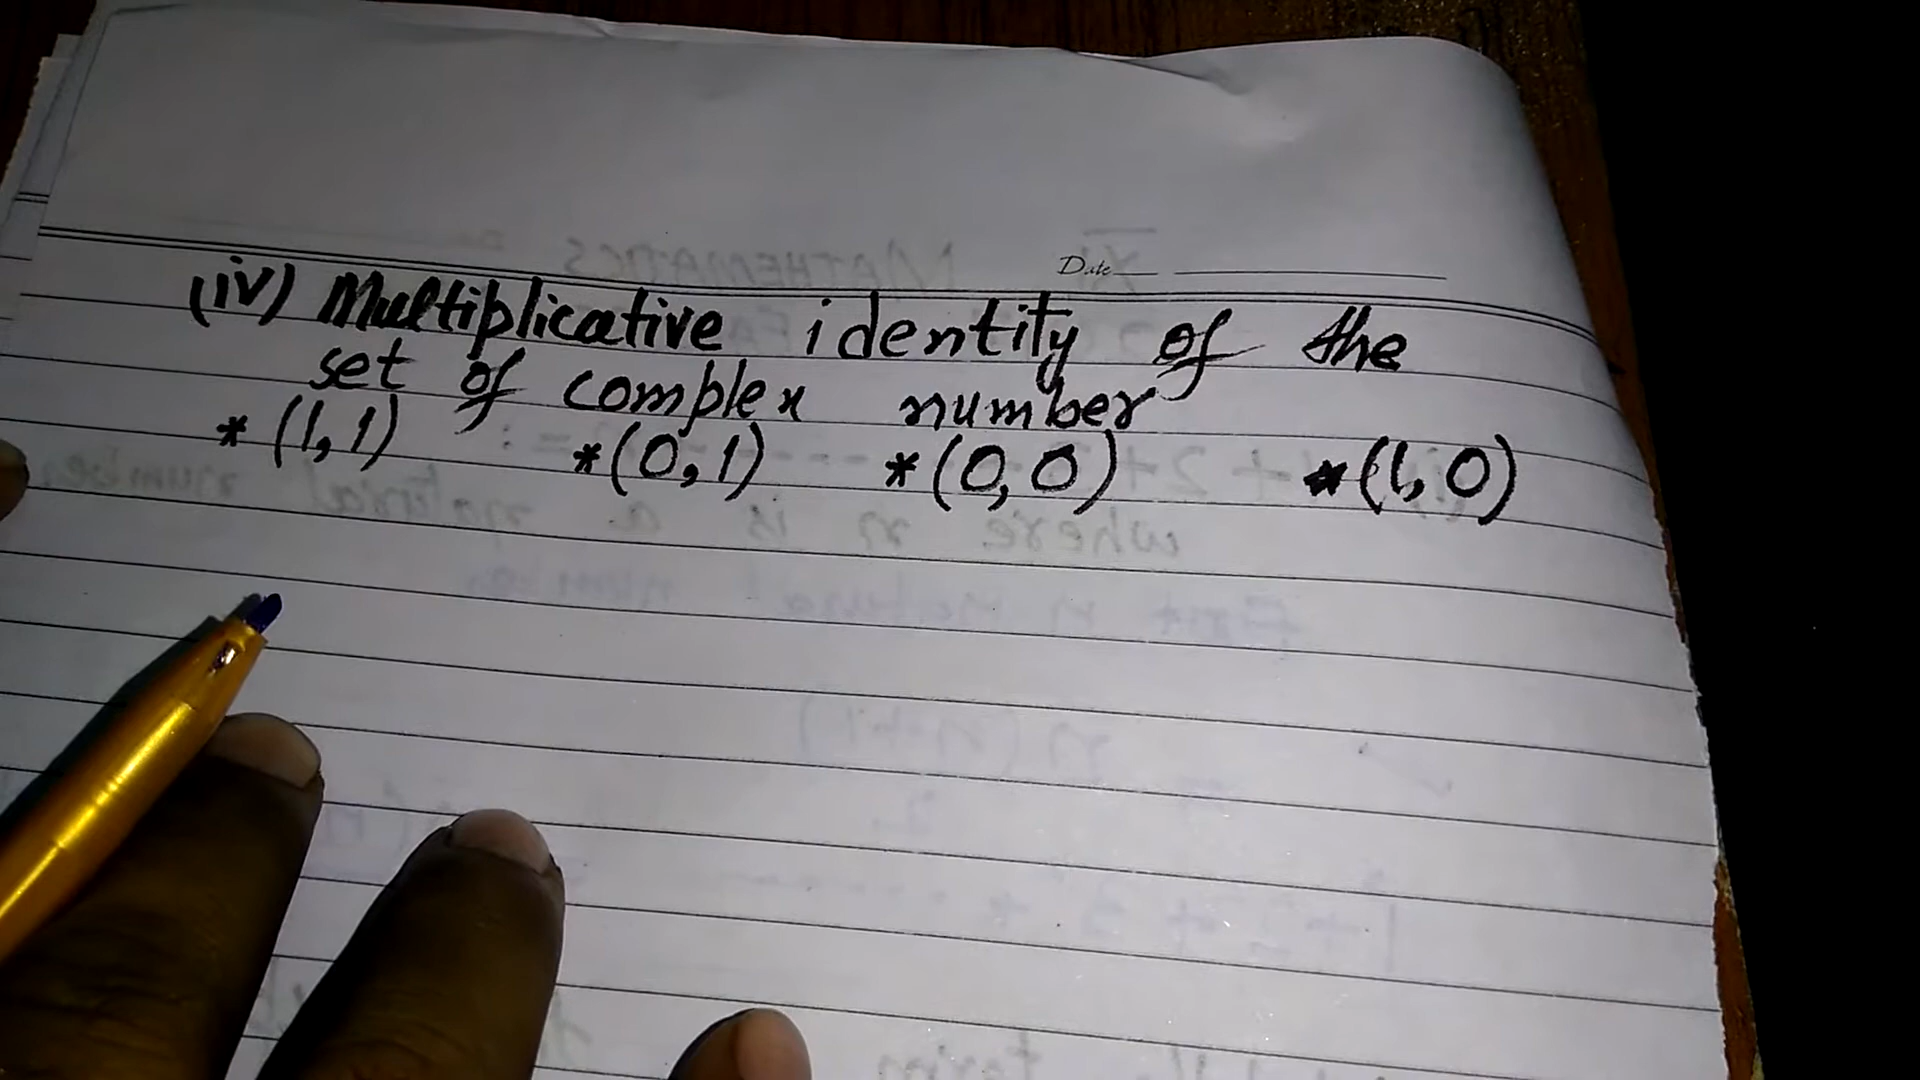 Date
(iv) Multiplicative identity of the
set of complex number
* (1,1) *(0,1) *(0,0) *(1,0)